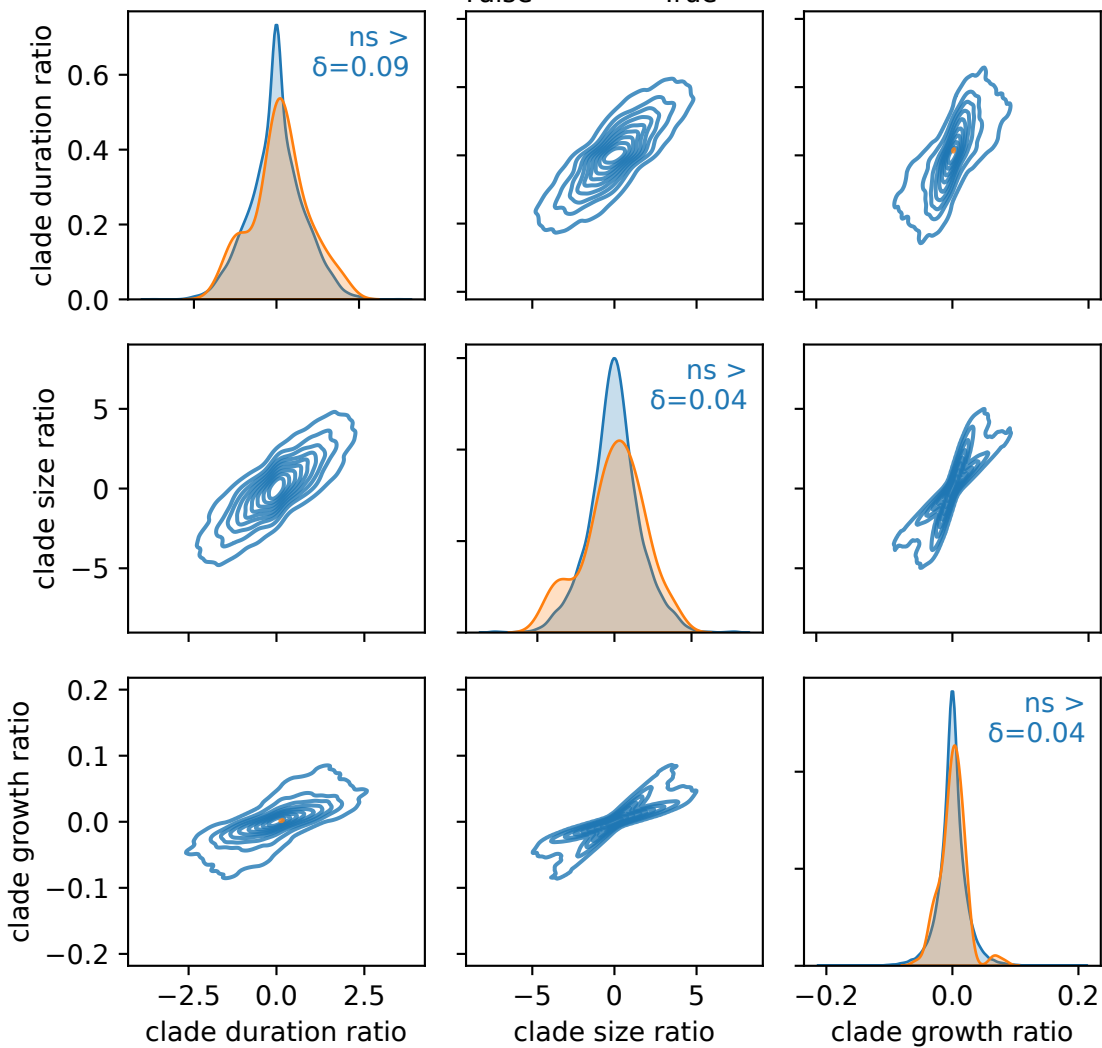 clade duration ratio
0.6
0.4
0.2
0.0
ns >
δ=0.09
clade size ratio
5
0
−5
ns >
δ=0.04
clade growth ratio
0.2
0.1
0.0
−0.1
−0.2
ns >
δ=0.04
−2.5 0.0 2.5
−5 0 5
−0.2 0.0 0.2
clade duration ratio
clade size ratio
clade growth ratio